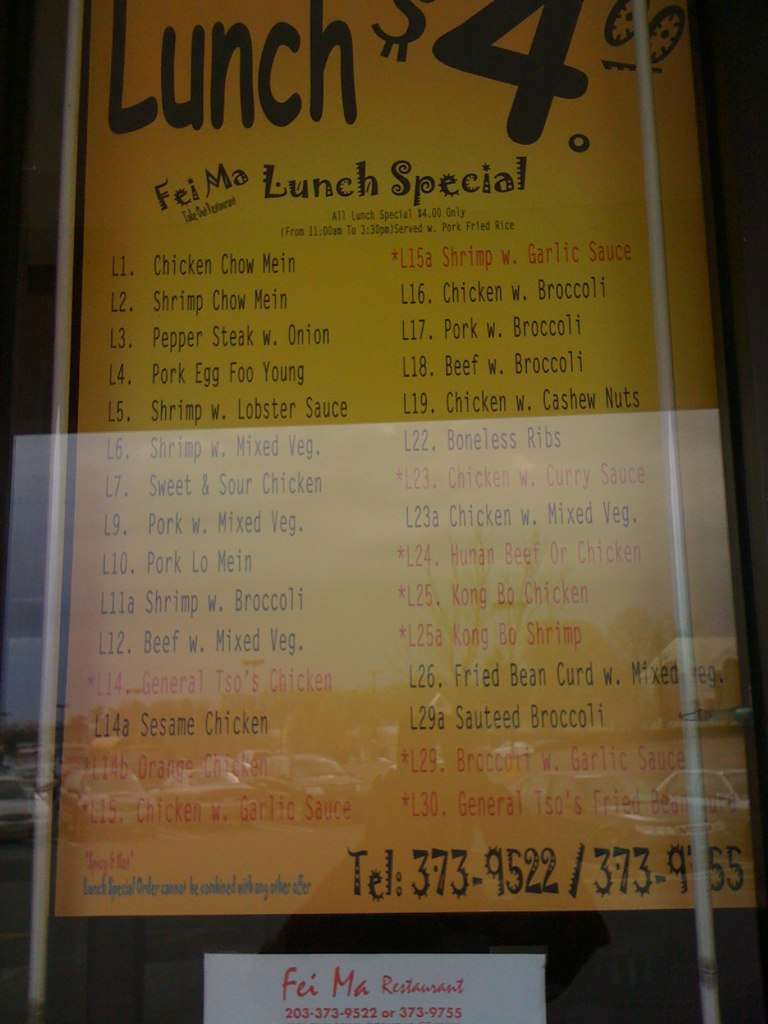 Lunch $4.00
Fei Ma Lunch Special
Take Out Restaurant
All Lunch Special $4.00 Only
(From 11:00am To 3:30pm)Served w. Pork Fried Rice
L1. Chicken Chow Mein
L2. Shrimp Chow Mein
L3. Pepper Steak w. Onion
L4. Pork Egg Foo Young
L5. Shrimp w. Lobster Sauce
L6. Shrimp w. Mixed Veg.
L7. Sweet & Sour Chicken
L9. Pork w. Mixed Veg.
L10. Pork Lo Mein
L11a Shrimp w. Broccoli
L12. Beef w. Mixed Veg.
*L14. General Tso's Chicken
L14a Sesame Chicken
*L14b Orange Chicken
*L15. Chicken w. Garlic Sauce
*L15a Shrimp w. Garlic Sauce
L16. Chicken w. Broccoli
L17. Pork w. Broccoli
L18. Beef w. Broccoli
L19. Chicken w. Cashew Nuts
L22. Boneless Ribs
*L23. Chicken w. Curry Sauce
L23a Chicken w. Mixed Veg.
*L24. Hunan Beef Or Chicken
*L25. Kong Bo Chicken
*L25a Kong Bo Shrimp
L26. Fried Bean Curd w. Mixed Veg.
L29a Sauteed Broccoli
*L29. Broccoli w. Garlic Sauce
*L30. General Tso's Fried Bean Curd
"Spicy & Hot"
Lunch Special Order cannot be combined with any other offer
Tel: 373-9522 / 373-9755
Fei Ma Restaurant
203-373-9522 or 373-9755